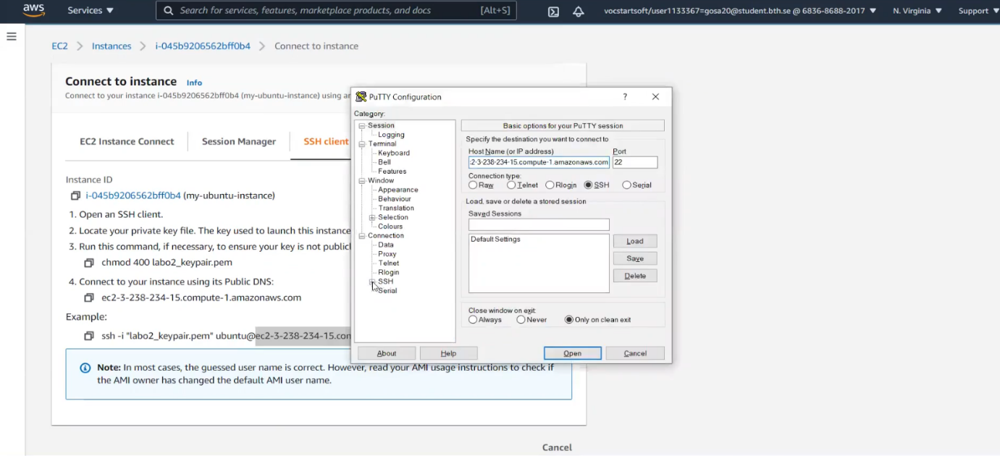 aws
Services ▼
Search for services, features, marketplace products, and docs
[Alt+S]
vocstartsoft/user1133367=gosa20@student.bth.se @ 6836-8688-2017 ▼
N. Virginia ▼
Support ▼
EC2 > Instances > i-045b9206562bff0b4 > Connect to instance
Connect to instance Info
Connect to your instance i-045b9206562bff0b4 (my-ubuntu-instance) using
EC2 Instance Connect
Session Manager
SSH client
Instance ID
i-045b9206562bff0b4 (my-ubuntu-instance)
1. Open an SSH client.
2. Locate your private key file. The key used to launch this instance
3. Run this command, if necessary, to ensure your key is not
chmod 400 labo2_keypair.pem
4. Connect to your instance using its Public DNS:
ec2-3-238-234-15.compute-1.amazonaws.com
Example:
ssh -i "labo2_keypair.pem" ubuntu@ec2-3-238-234-15.com
Note: In most cases, the guessed user name is correct. However, read your AMI usage instructions to check if
the AMI owner has changed the default AMI user name.
Cancel
PuTTY Configuration
?
Category:
Session
Logging
Terminal
Keyboard
Bell
Features
Window
Appearance
Behaviour
Translation
Selection
Colours
Connection
Data
Proxy
Telnet
Rlogin
SSH
Serial
Basic options for your PuTTY session
Specify the destination you want to connect to
Host Name (or IP address)
Port
:2-3-238-234-15.compute-1.amazonaws.com
22
Connection type:
Raw Telnet Rlogin SSH Serial
Load, save or delete a stored session
Saved Sessions
Default Settings
Load
Save
Delete
Close window on exit:
Always Never Only on clean exit
About
Help
Open
Cancel